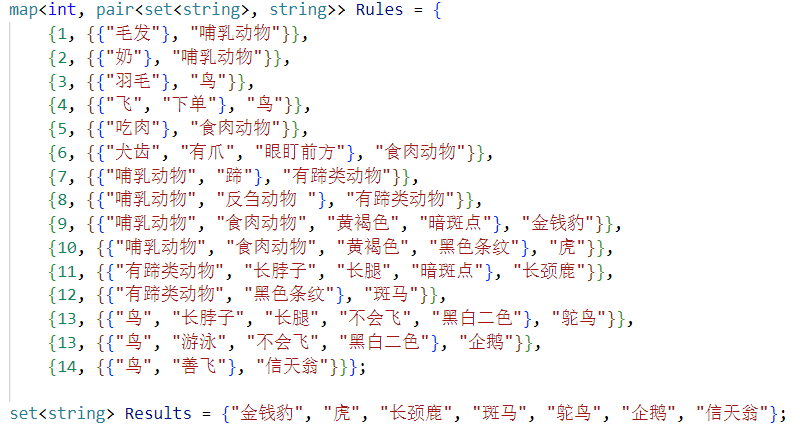 map<int, pair<set<string>, string>> Rules = {
    {1, {{"毛发"}, "哺乳动物"}},
    {2, {{"奶"}, "哺乳动物"}},
    {3, {{"羽毛"}, "鸟"}},
    {4, {{"飞", "下单"}, "鸟"}},
    {5, {{"吃肉"}, "食肉动物"}},
    {6, {{"犬齿", "有爪", "眼盯前方"}, "食肉动物"}},
    {7, {{"哺乳动物", "蹄"}, "有蹄类动物"}},
    {8, {{"哺乳动物", "反刍动物 "}, "有蹄类动物"}},
    {9, {{"哺乳动物", "食肉动物", "黄褐色", "暗斑点"}, "金钱豹"}},
    {10, {{"哺乳动物", "食肉动物", "黄褐色", "黑色条纹"}, "虎"}},
    {11, {{"有蹄类动物", "长脖子", "长腿", "暗斑点"}, "长颈鹿"}},
    {12, {{"有蹄类动物", "黑色条纹"}, "斑马"}},
    {13, {{"鸟", "长脖子", "长腿", "不会飞", "黑白二色"}, "鸵鸟"}},
    {13, {{"鸟", "游泳", "不会飞", "黑白二色"}, "企鹅"}},
    {14, {{"鸟", "善飞"}, "信天翁"}}};
set<string> Results = {"金钱豹", "虎", "长颈鹿", "斑马", "鸵鸟", "企鹅", "信天翁"};